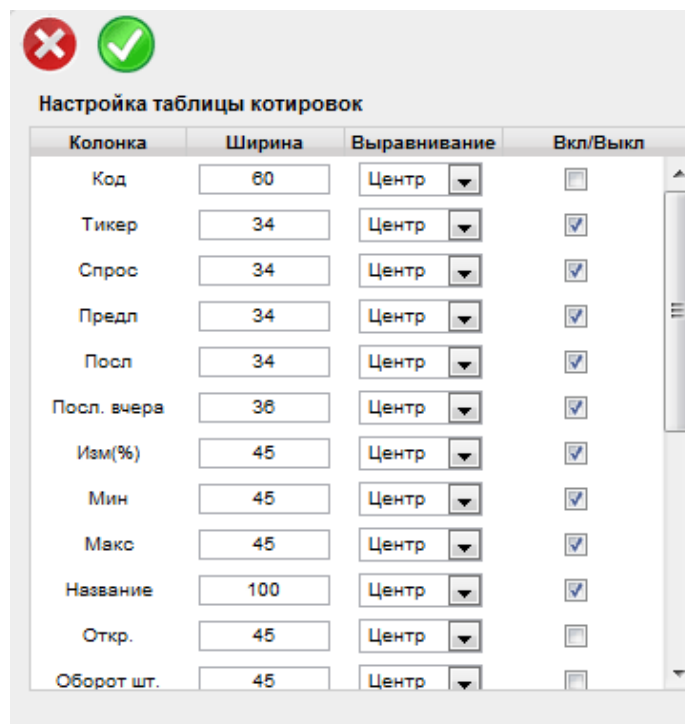 Настройка таблицы котировок
Колонка Ширина Выравнивание Вкл/Выкл
Код 60 Центр
Тикер 34 Центр
Спрос 34 Центр
Предл 34 Центр
Посл 34 Центр
Посл. вчера 36 Центр
Изм(%) 45 Центр
Мин 45 Центр
Макс 45 Центр
Название 100 Центр
Откр. 45 Центр
Оборот шт. 45 Центр